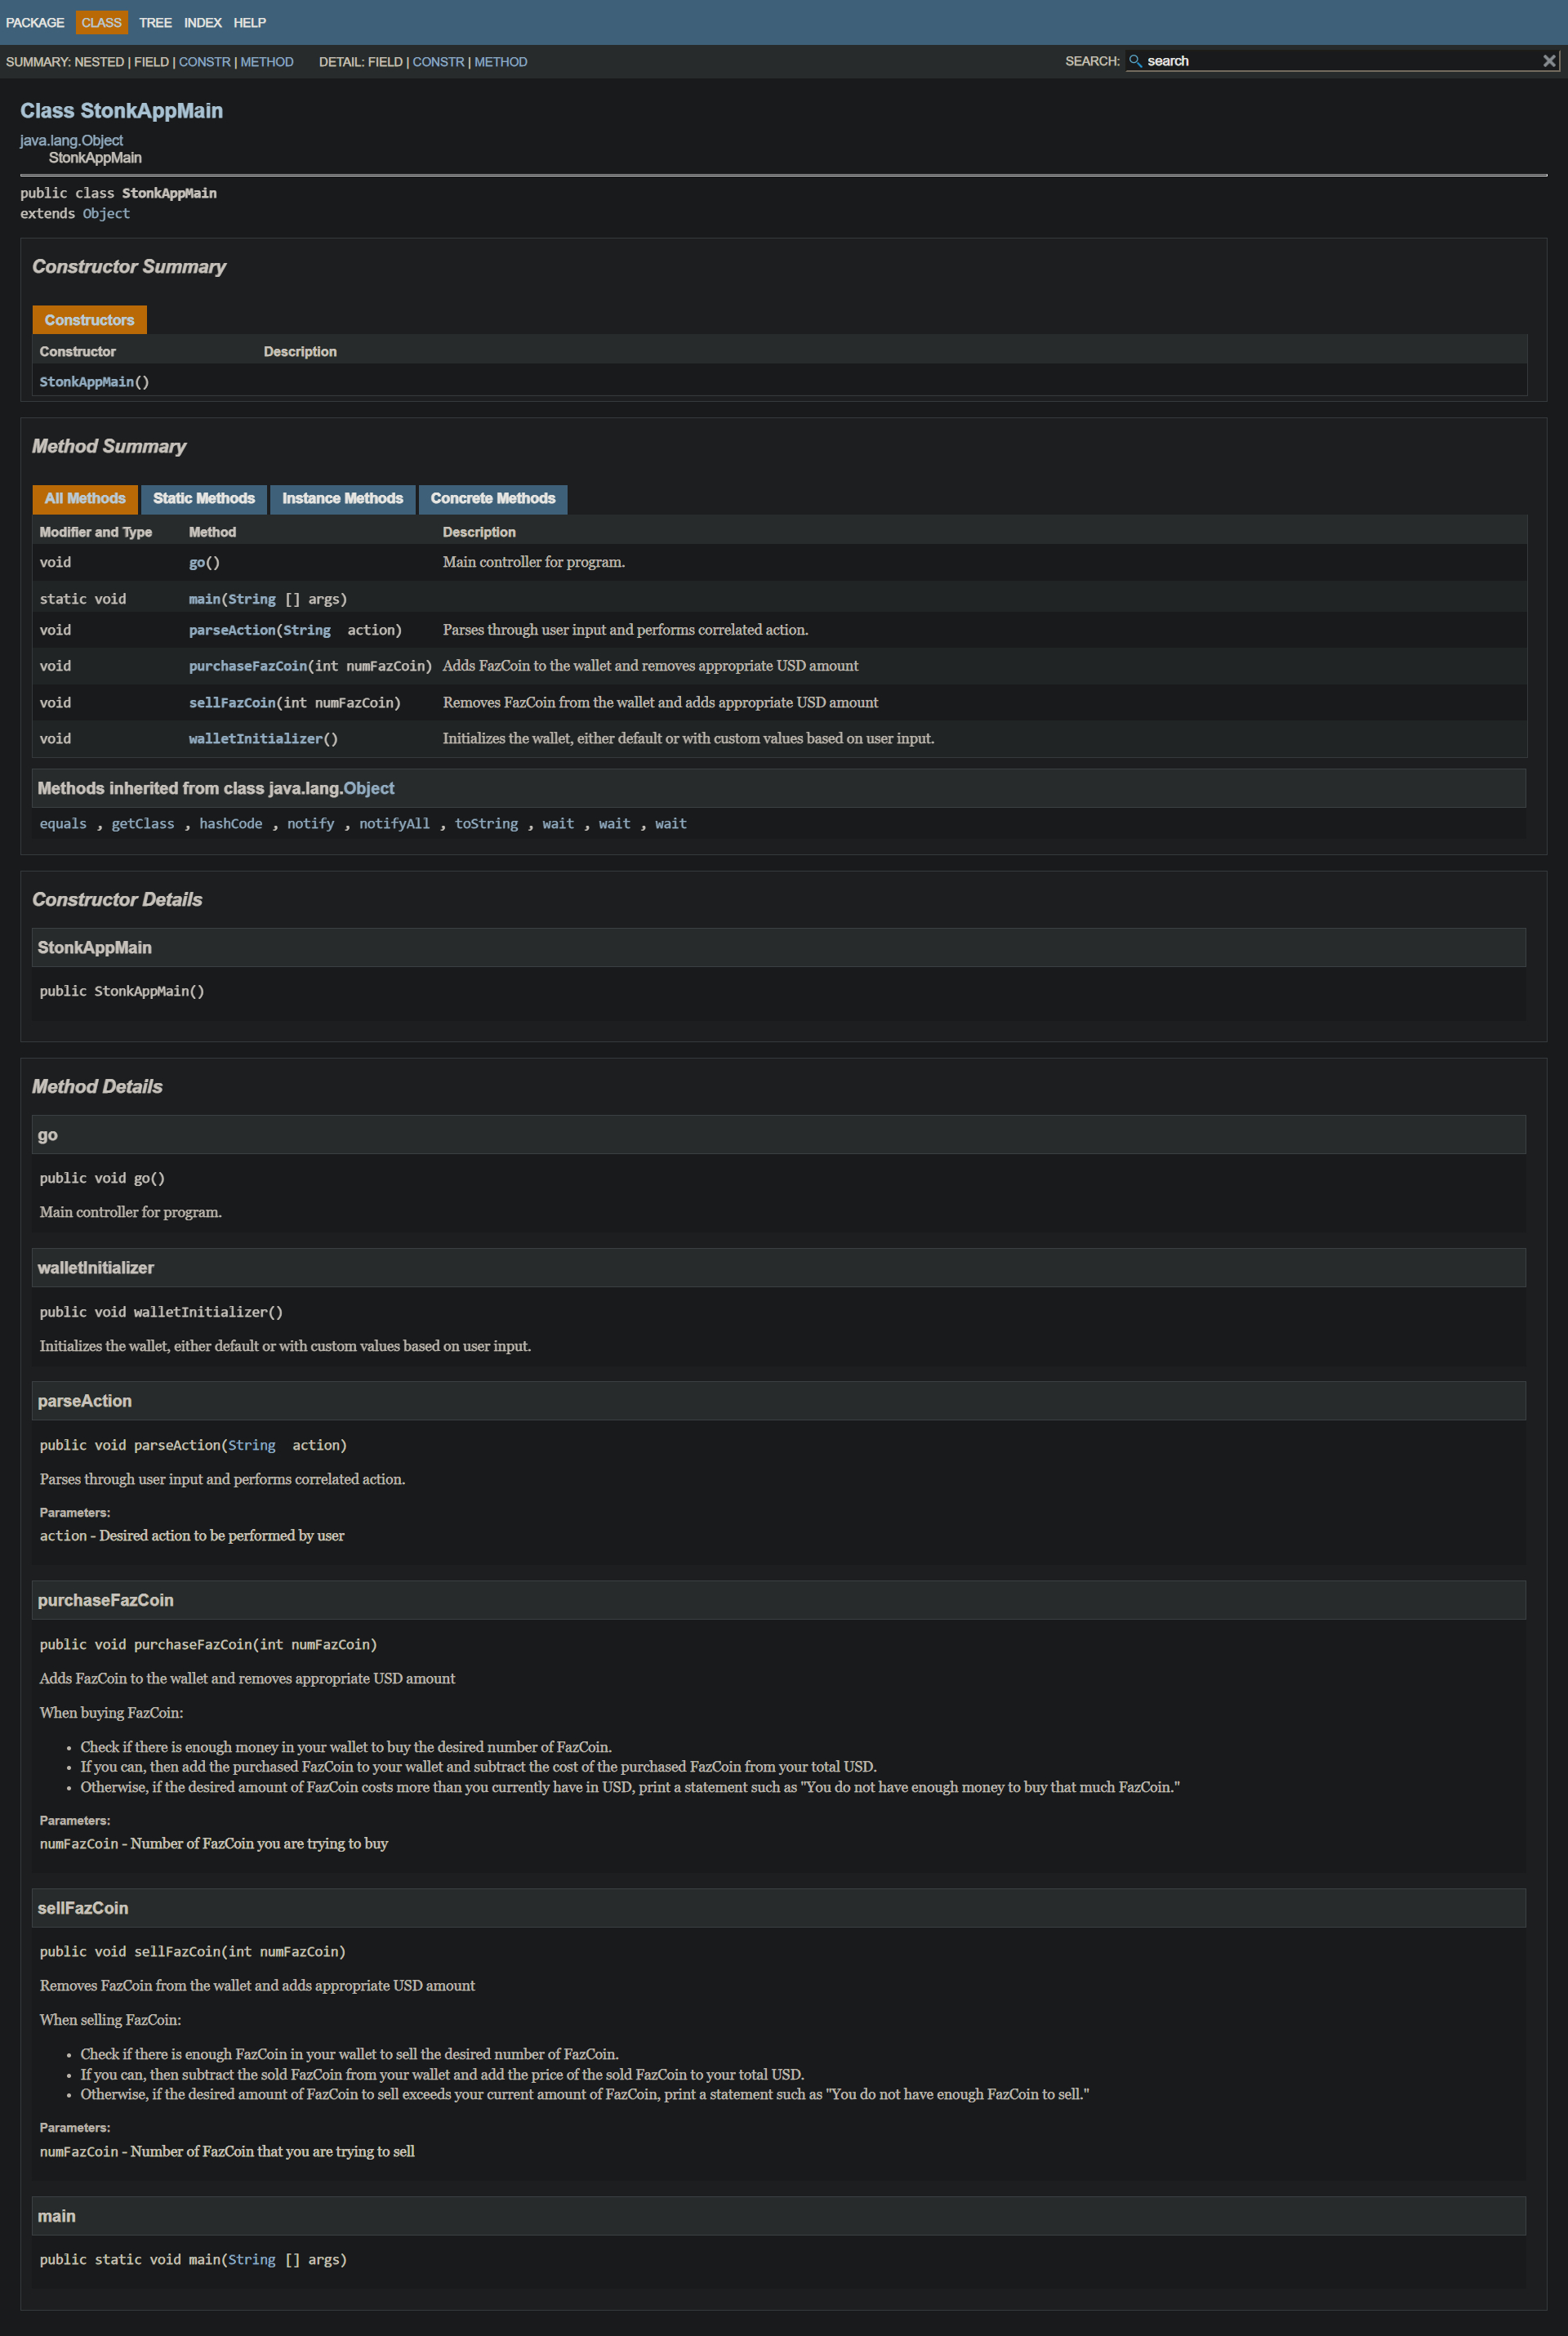 PACKAGE CLASS TREE INDEX HELP
SUMMARY: NESTED | FIELD | CONSTR | METHOD DETAIL: FIELD | CONSTR | METHOD SEARCH: search
Class StonkAppMain
java.lang.Object
StonkAppMain
public class StonkAppMain
extends Object
Constructor Summary
Constructors
Constructor Description
StonkAppMain()
Method Summary
All Methods Static Methods Instance Methods Concrete Methods
Modifier and Type Method Description
void go() Main controller for program.
static void main(String [] args)
void parseAction(String  action) Parses through user input and performs correlated action.
void purchaseFazCoin(int numFazCoin) Adds FazCoin to the wallet and removes appropriate USD amount
void sellFazCoin(int numFazCoin) Removes FazCoin from the wallet and adds appropriate USD amount
void walletInitializer() Initializes the wallet, either default or with custom values based on user input.
Methods inherited from class java.lang.Object
equals , getClass , hashCode , notify , notifyAll , toString , wait , wait , wait
Constructor Details
StonkAppMain
public StonkAppMain()
Method Details
go
public void go()
Main controller for program.
walletInitializer
public void walletInitializer()
Initializes the wallet, either default or with custom values based on user input.
parseAction
public void parseAction(String  action)
Parses through user input and performs correlated action.
Parameters:
action - Desired action to be performed by user
purchaseFazCoin
public void purchaseFazCoin(int numFazCoin)
Adds FazCoin to the wallet and removes appropriate USD amount
When buying FazCoin:
• Check if there is enough money in your wallet to buy the desired number of FazCoin.
• If you can, then add the purchased FazCoin to your wallet and subtract the cost of the purchased FazCoin from your total USD.
• Otherwise, if the desired amount of FazCoin costs more than you currently have in USD, print a statement such as "You do not have enough money to buy that much FazCoin."
Parameters:
numFazCoin - Number of FazCoin you are trying to buy
sellFazCoin
public void sellFazCoin(int numFazCoin)
Removes FazCoin from the wallet and adds appropriate USD amount
When selling FazCoin:
• Check if there is enough FazCoin in your wallet to sell the desired number of FazCoin.
• If you can, then subtract the sold FazCoin from your wallet and add the price of the sold FazCoin to your total USD.
• Otherwise, if the desired amount of FazCoin to sell exceeds your current amount of FazCoin, print a statement such as "You do not have enough FazCoin to sell."
Parameters:
numFazCoin - Number of FazCoin that you are trying to sell
main
public static void main(String [] args)